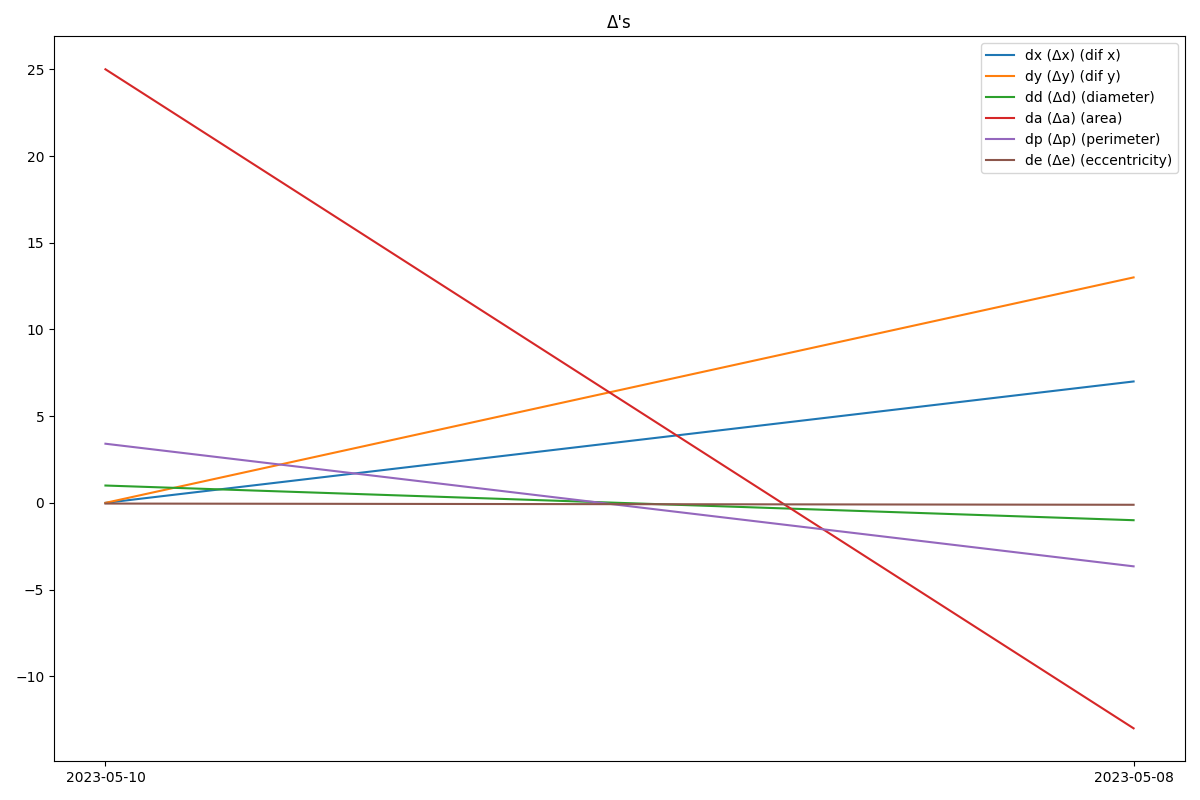 Δ's
dx (Δx) (dif x)
dy (Δy) (dif y)
dd (Δd) (diameter)
da (Δa) (area)
dp (Δp) (perimeter)
de (Δe) (eccentricity)
25
20
15
10
5
0
−5
−10
2023-05-10 2023-05-08